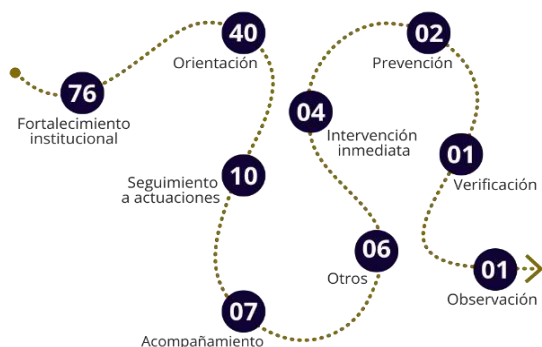 76
Fortalecimiento
institucional
40
Orientación
10
Seguimiento
a actuaciones
07
Acompañamiento
06
Otros
04
Intervención
inmediata
02
Prevención
01
Verificación
01
Observación